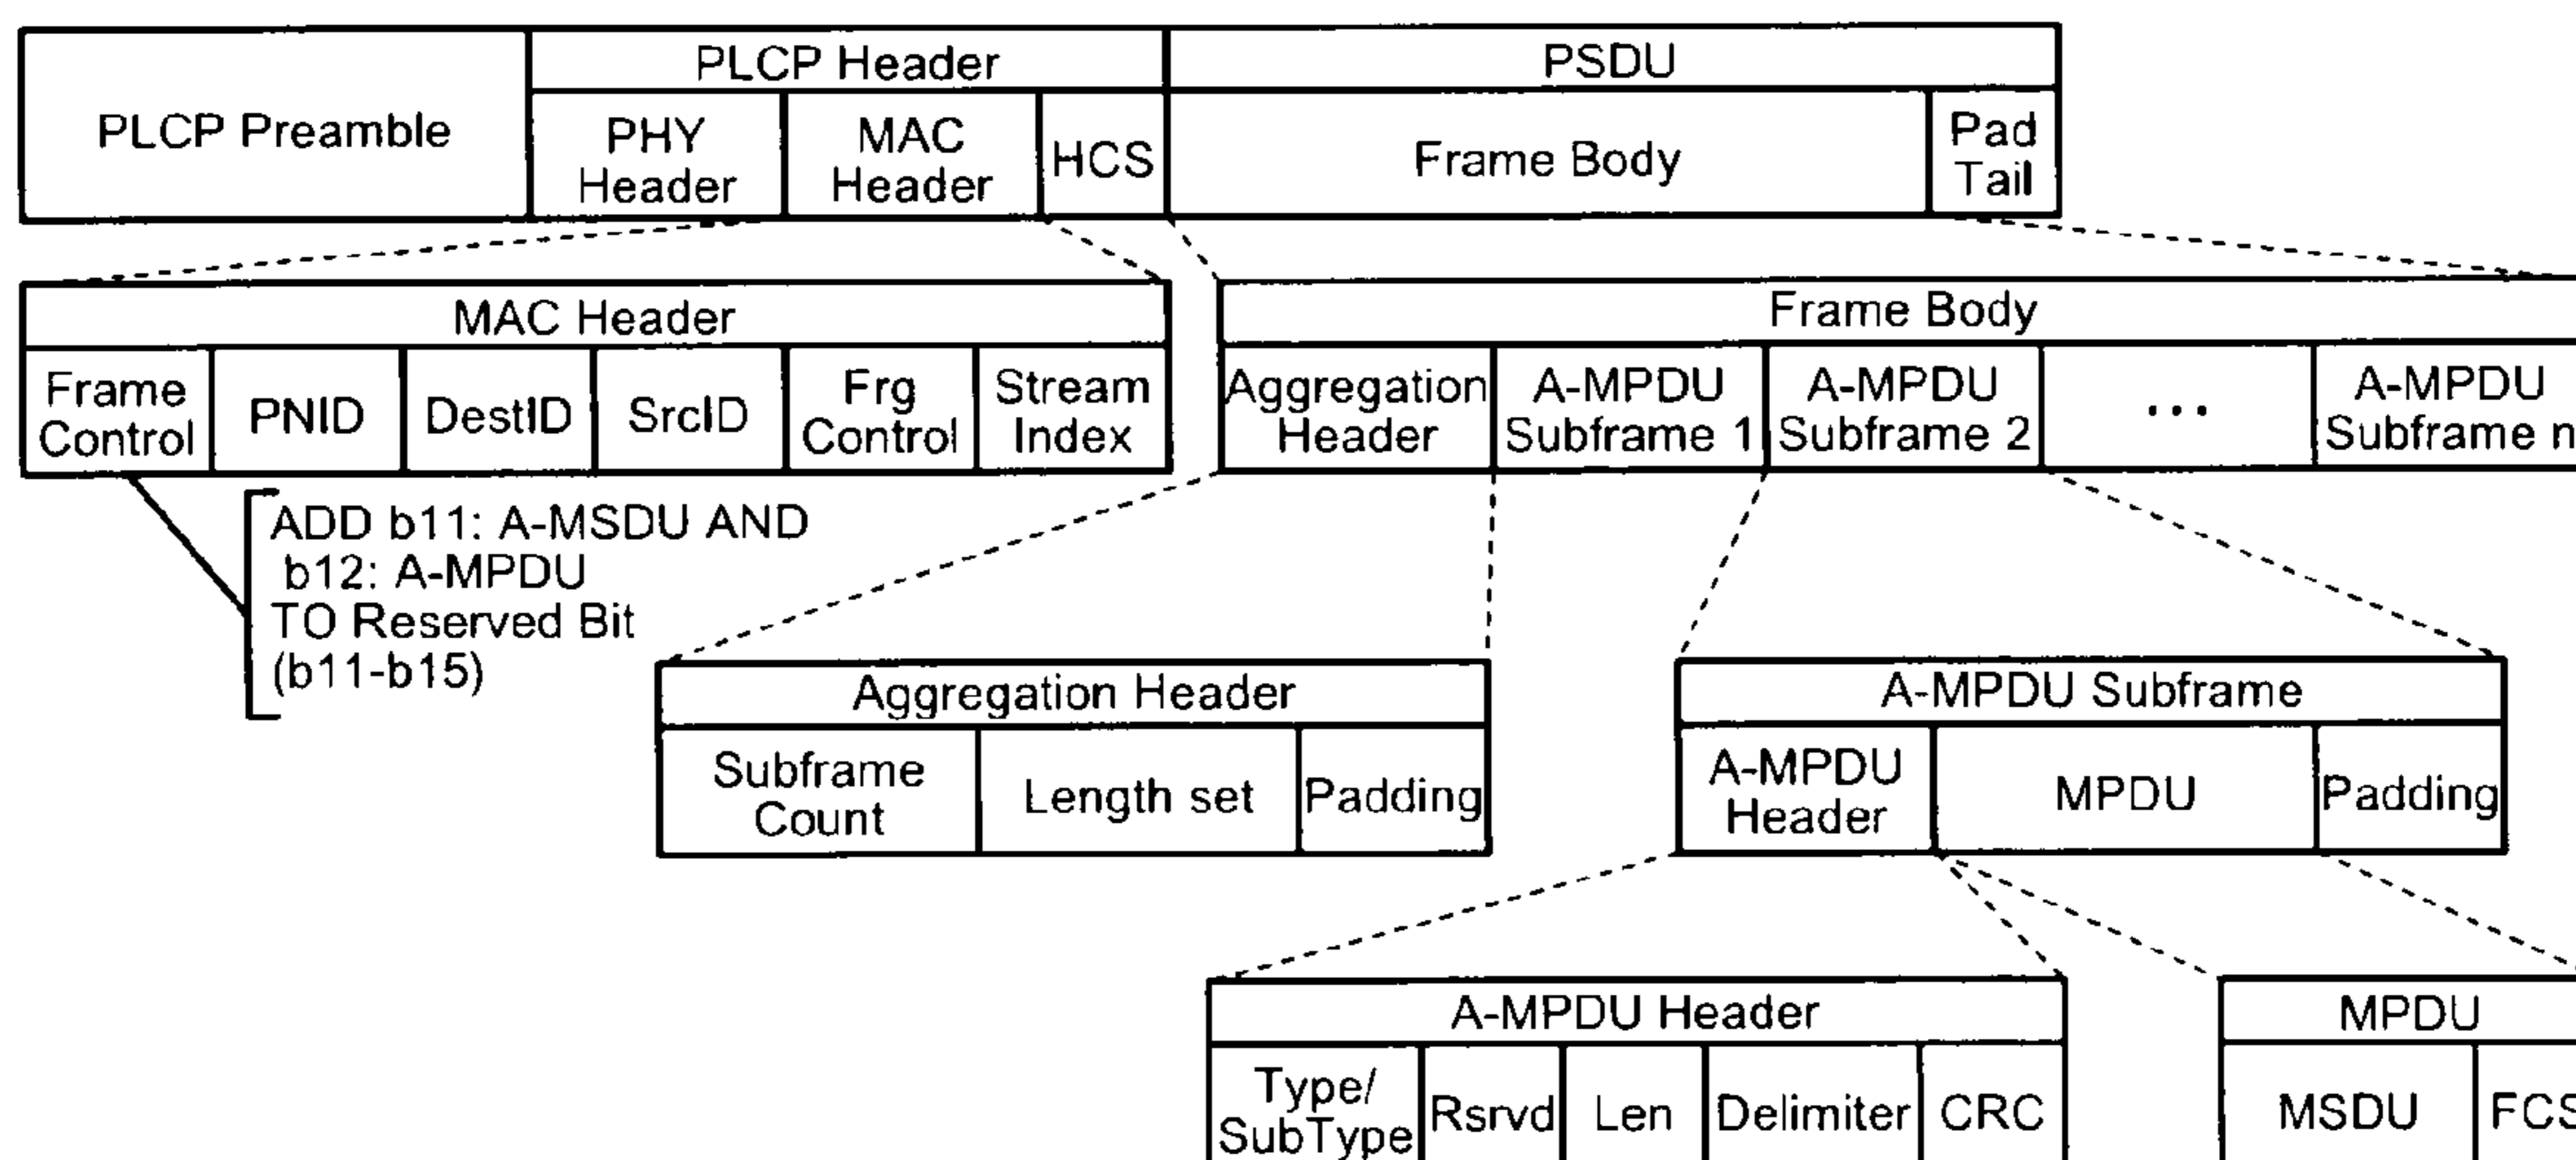 PLCP Preamble
PLCP Header
PSDU
PHY
Header
MAC
Header
HCS
Frame Body
Pad
Tail
MAC Header
Frame
Control
PNID
DestID
SrcID
Frg
Control
Stream
Index
Frame Body
Aggregation
Header
A-MPDU
Subframe 1
A-MPDU
Subframe 2
...
A-MPDU
Subframe n
ADD b11: A-MSDU AND
b12: A-MPDU
TO Reserved Bit
(b11-b15)
Aggregation Header
Subframe
Count
Length set
Padding
A-MPDU Subframe
A-MPDU
Header
MPDU
Padding
A-MPDU Header
Type/
SubType
Rsrvd
Len
Delimiter
CRC
MPDU
MSDU
FCS